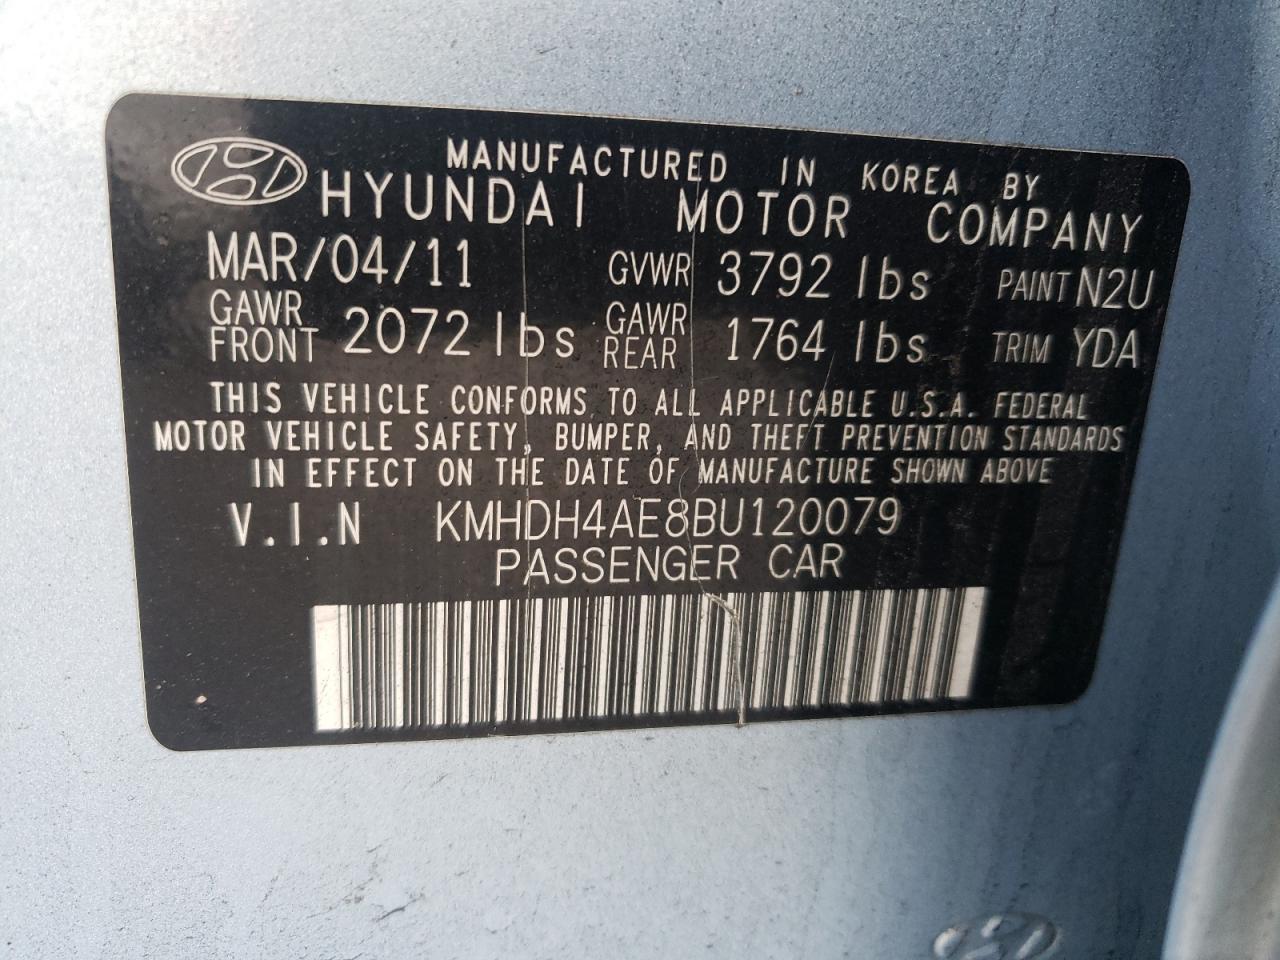 MANUFACTURED IN KOREA BY
HYUNDAI MOTOR COMPANY
MAR/04/11 GVWR 3792 lbs PAINT N2U
GAWR FRONT 2072 lbs GAWR REAR 1764 lbs TRIM YDA
THIS VEHICLE CONFORMS TO ALL APPLICABLE U.S.A. FEDERAL
MOTOR VEHICLE SAFETY, BUMPER, AND THEFT PREVENTION STANDARDS
IN EFFECT ON THE DATE OF MANUFACTURE SHOWN ABOVE
V.I.N KMHDH4AE8BU120079
PASSENGER CAR